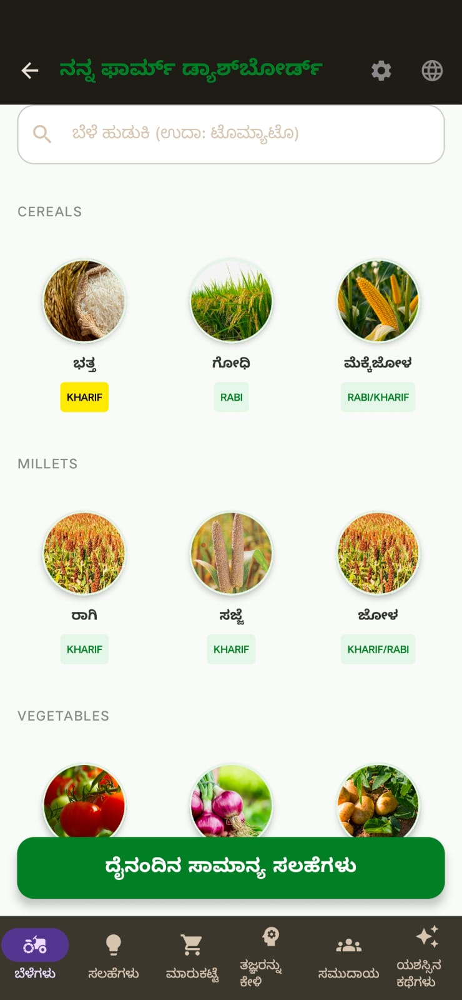 ನನ್ನ ಫಾರ್ಮ್ ಡ್ಯಾಶ್‌ಬೋರ್ಡ್
ಬೆಳೆ ಹುಡುಕಿ (ಉದಾ: ಟೊಮ್ಯಾಟೊ)
CEREALS
ಭತ್ತ ಗೋಧಿ ಮೆಕ್ಕೆಜೋಳ
KHARIF RABI RABI/KHARIF
MILLETS
ರಾಗಿ ಸಜ್ಜೆ ಜೋಳ
KHARIF KHARIF KHARIF/RABI
VEGETABLES
ದೈನಂದಿನ ಸಾಮಾನ್ಯ ಸಲಹೆಗಳು
ಬೆಳೆಗಳು ಸಲಹೆಗಳು ಮಾರುಕಟ್ಟೆ ತಜ್ಞರನ್ನು ಸಮುದಾಯ ಯಶಸ್ಸಿನ
ಕೇಳಿ ಕಥೆಗಳು